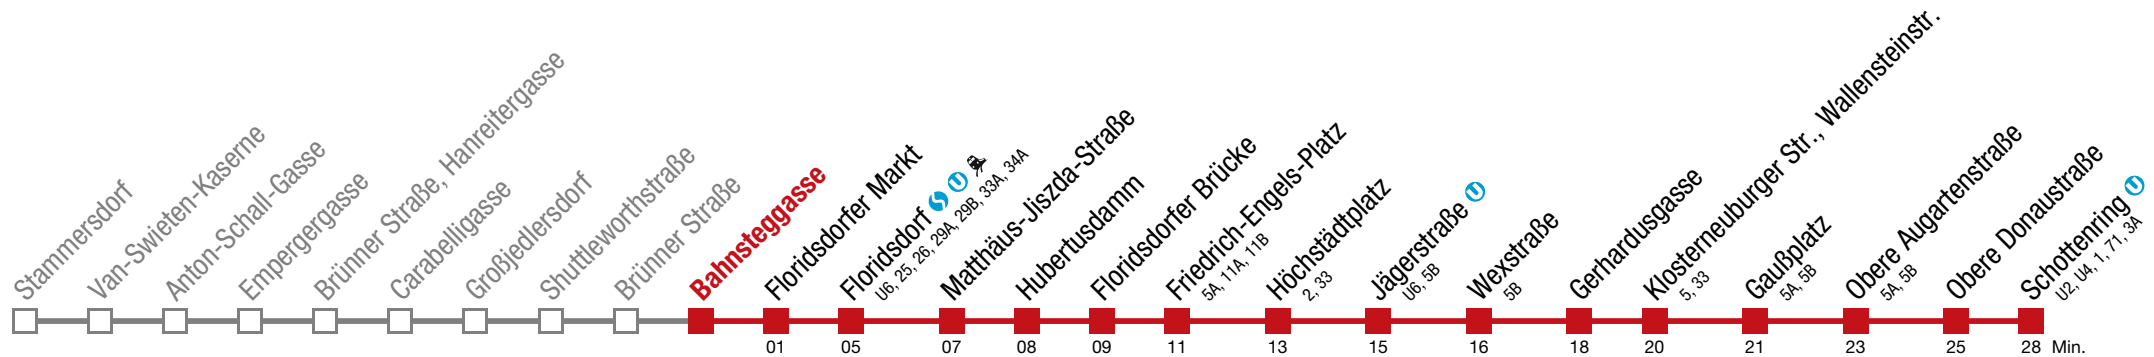 Stammersdorf
Van-Swieten-Kaserne
Anton-Schall-Gasse
Empergergasse
Brünner Straße, Hanreitergasse
Carabelligasse
Großjedlersdorf
Shuttleworthstraße
Brünner Straße
Bahnsteggasse
Floridsdorfer Markt
Floridsdorf S U
U6, 25, 26, 29A, 29B, 33A, 34A
Matthäus-Jiszda-Straße
Hubertusdamm
Floridsdorfer Brücke
Friedrich-Engels-Platz
5A, 11A, 11B
Höchstädtplatz
2, 33
Jägerstraße U
U6, 5B
Wexstraße
5B
Gerhardusgasse
Klosterneuburger Str., Wallensteinstr.
5, 33
Gaußplatz
5A, 5B
Obere Augartenstraße
5A, 5B
Obere Donaustraße
Schottenring U
U2, U4, 1, 71, 3A
01 05 07 08 09 11 13 15 16 18 20 21 23 25 28 Min.